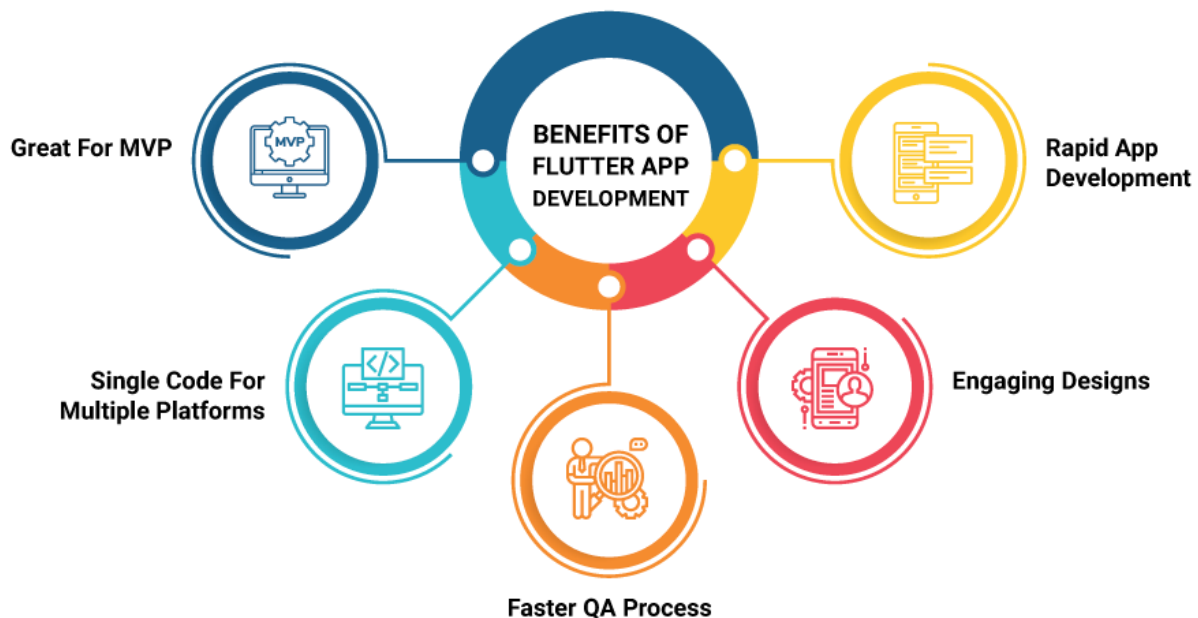 BENEFITS OF
FLUTTER APP
DEVELOPMENT
Great For MVP
MVP
Single Code For
Multiple Platforms
</>
Faster QA Process
Engaging Designs
Rapid App
Development